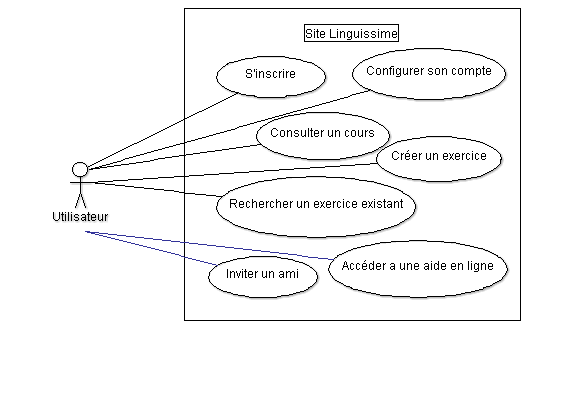 Site Linguissime
S'inscrire
Configurer son compte
Consulter un cours
Créer un exercice
Rechercher un exercice existant
Utilisateur
Accéder a une aide en ligne
Inviter un ami